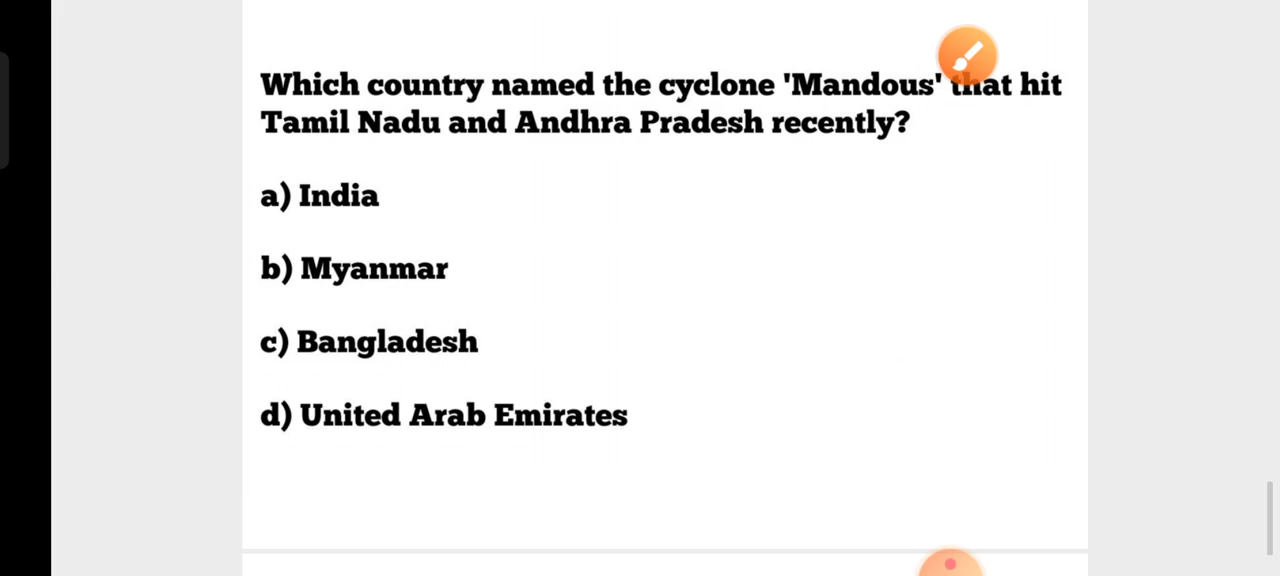 Which country named the cyclone 'Mandous' that hit
Tamil Nadu and Andhra Pradesh recently?
a) India
b) Myanmar
c) Bangladesh
d) United Arab Emirates